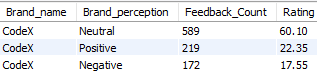 Brand_name Brand_perception Feedback_Count Rating
CodeX Neutral 589 60.10
CodeX Positive 219 22.35
CodeX Negative 172 17.55